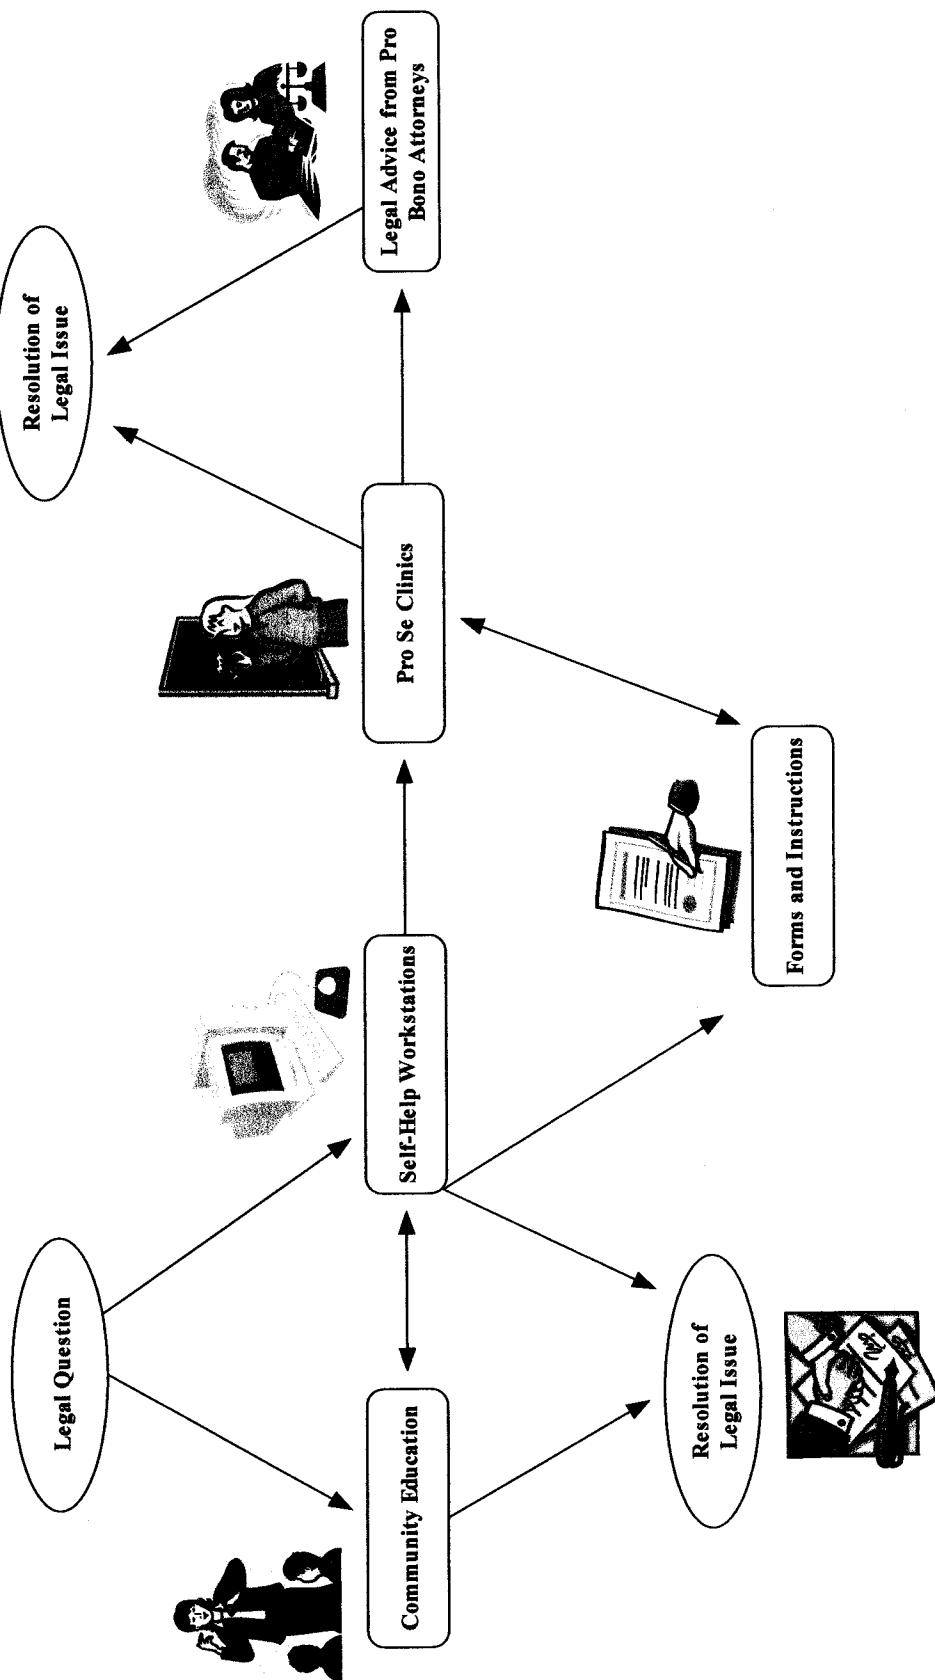 Legal Question
Resolution of
Legal Issue
Community Education
Self-Help Workstations
Pro Se Clinics
Legal Advice from Pro
Bono Attorneys
Resolution of
Legal Issue
Forms and Instructions